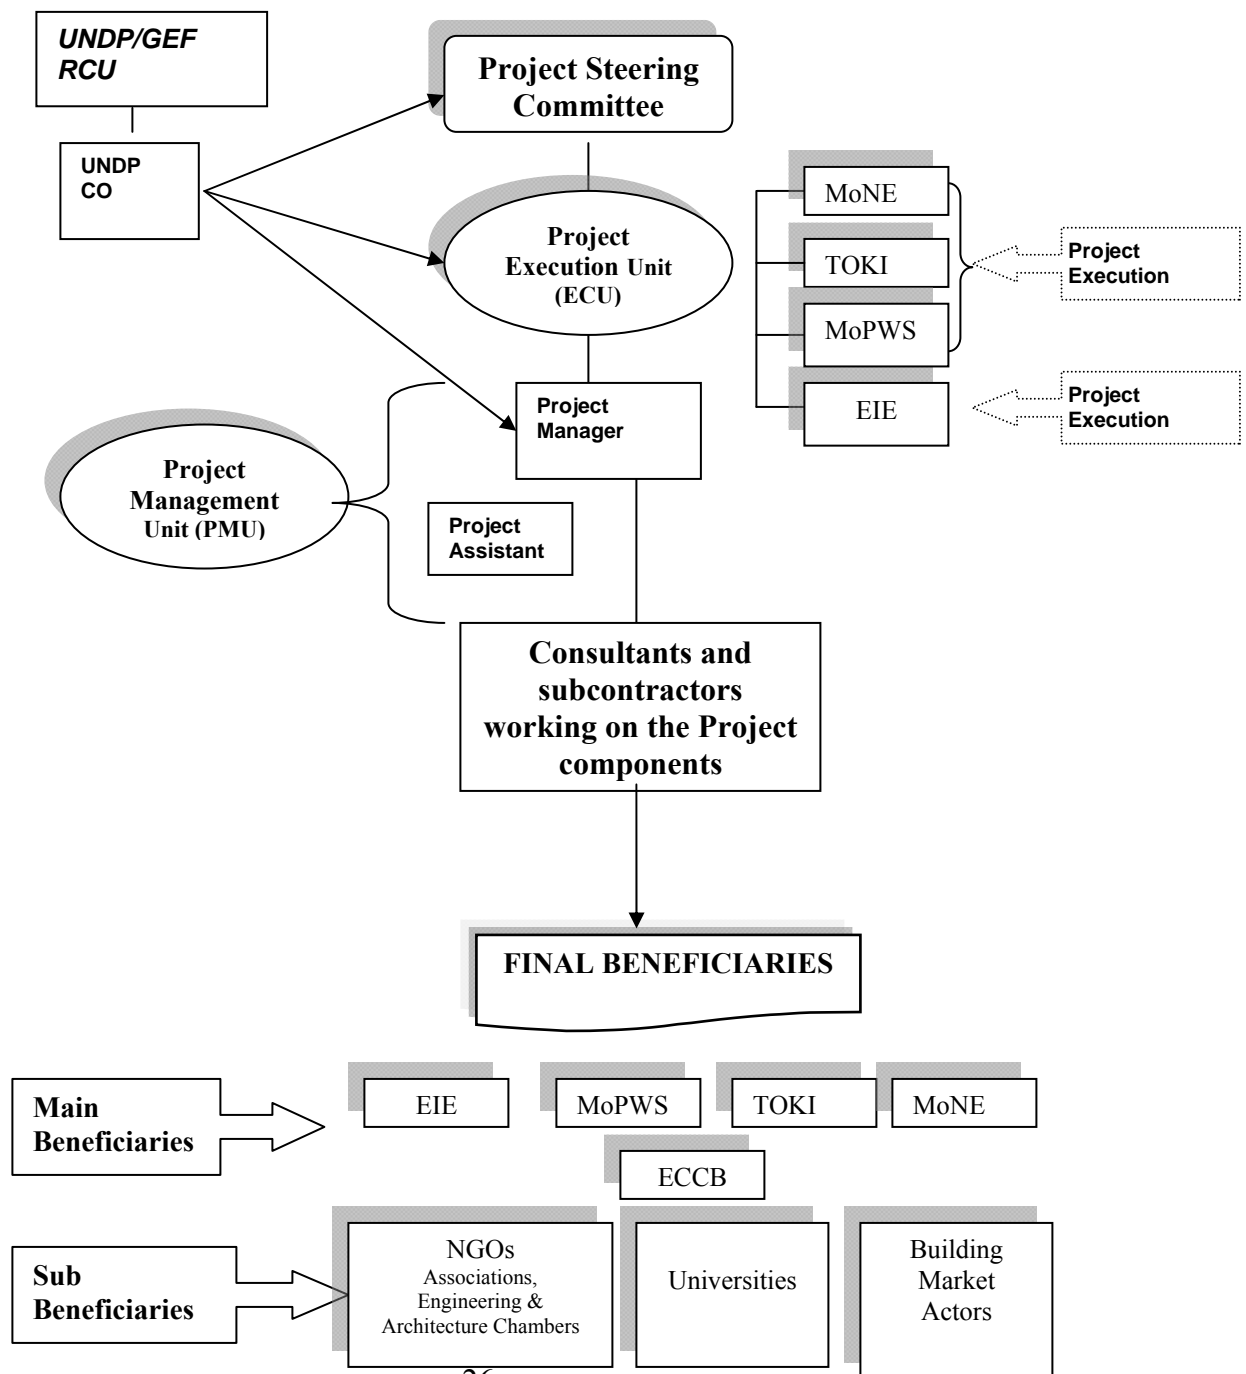 UNDP/GEF
RCU
Project Steering
Committee
UNDP
CO
MoNE
Project
Execution Unit
(ECU)
TOKI
Project
Execution
MoPWS
EIE
Project
Execution
Project
Manager
Project
Management
Unit (PMU)
Project
Assistant
Consultants and
subcontractors
working on the Project
components
FINAL BENEFICIARIES
Main
Beneficiaries
EIE
MoPWS
TOKI
MoNE
ECCB
Sub
Beneficiaries
NGOs
Associations,
Engineering &
Architecture Chambers
Universities
Building
Market
Actors